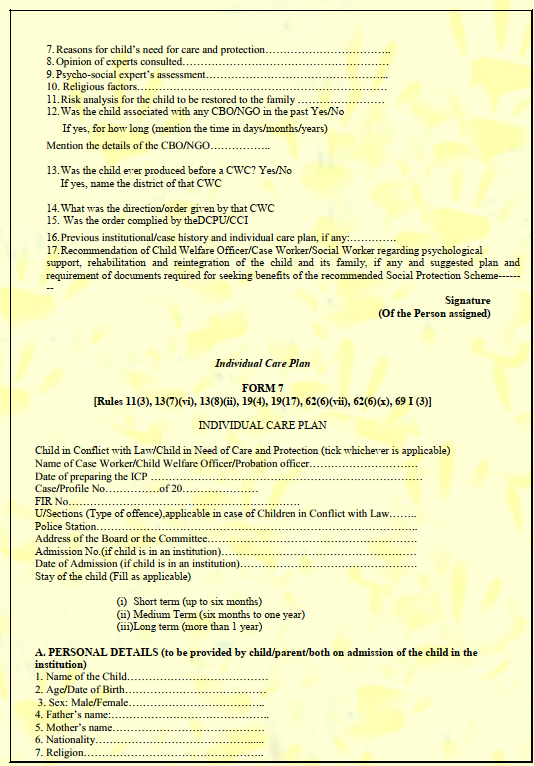 7. Reasons for child's need for care and protection……………………………..
8. Opinion of experts consulted…………………………………………………
9. Psycho-social expert's assessment……………………………………………...
10. Religious factors……………………………………………………………
11. Risk analysis for the child to be restored to the family ……………………
12. Was the child associated with any CBO/NGO in the past Yes/No
If yes, for how long (mention the time in days/months/years)
Mention the details of the CBO/NGO……………..
13. Was the child ever produced before a CWC? Yes/No
If yes, name the district of that CWC
14. What was the direction/order given by that CWC
15. Was the order complied by theDCPU/CCI
16. Previous institutional/case history and individual care plan, if any:………….
17. Recommendation of Child Welfare Officer/Case Worker/Social Worker regarding psychological
support, rehabilitation and reintegration of the child and its family, if any and suggested plan and
requirement of documents required for seeking benefits of the recommended Social Protection Scheme------
--
Signature
(Of the Person assigned)
Individual Care Plan
FORM 7
[Rules 11(3), 13(7)(vi), 13(8)(ii), 19(4), 19(17), 62(6)(vii), 62(6)(x), 69 I (3)]
INDIVIDUAL CARE PLAN
Child in Conflict with Law/Child in Need of Care and Protection (tick whichever is applicable)
Name of Case Worker/Child Welfare Officer/Probation officer…………………………
Date of preparing the ICP …………………………………………………………………
Case/Profile No……………of 20…………………
FIR No………………………………………………………
U/Sections (Type of offence),applicable in case of Children in Conflict with Law……..
Police Station………………………………………………………………………………
Address of the Board or the Committee…………………………………………………
Admission No.(if child is in an institution)………………………………………………
Date of Admission (if child is in an institution)…………………………………………
Stay of the child (Fill as applicable)
(i) Short term (up to six months)
(ii) Medium Term (six months to one year)
(iii)Long term (more than 1 year)
A. PERSONAL DETAILS (to be provided by child/parent/both on admission of the child in the
institution)
1. Name of the Child…………………………………
2. Age/Date of Birth…………………………………
3. Sex: Male/Female………………………………..
4. Father's name:……………………………………..
5. Mother's name……………………………………
6. Nationality……………………………………......
7. Religion…………………………………………..